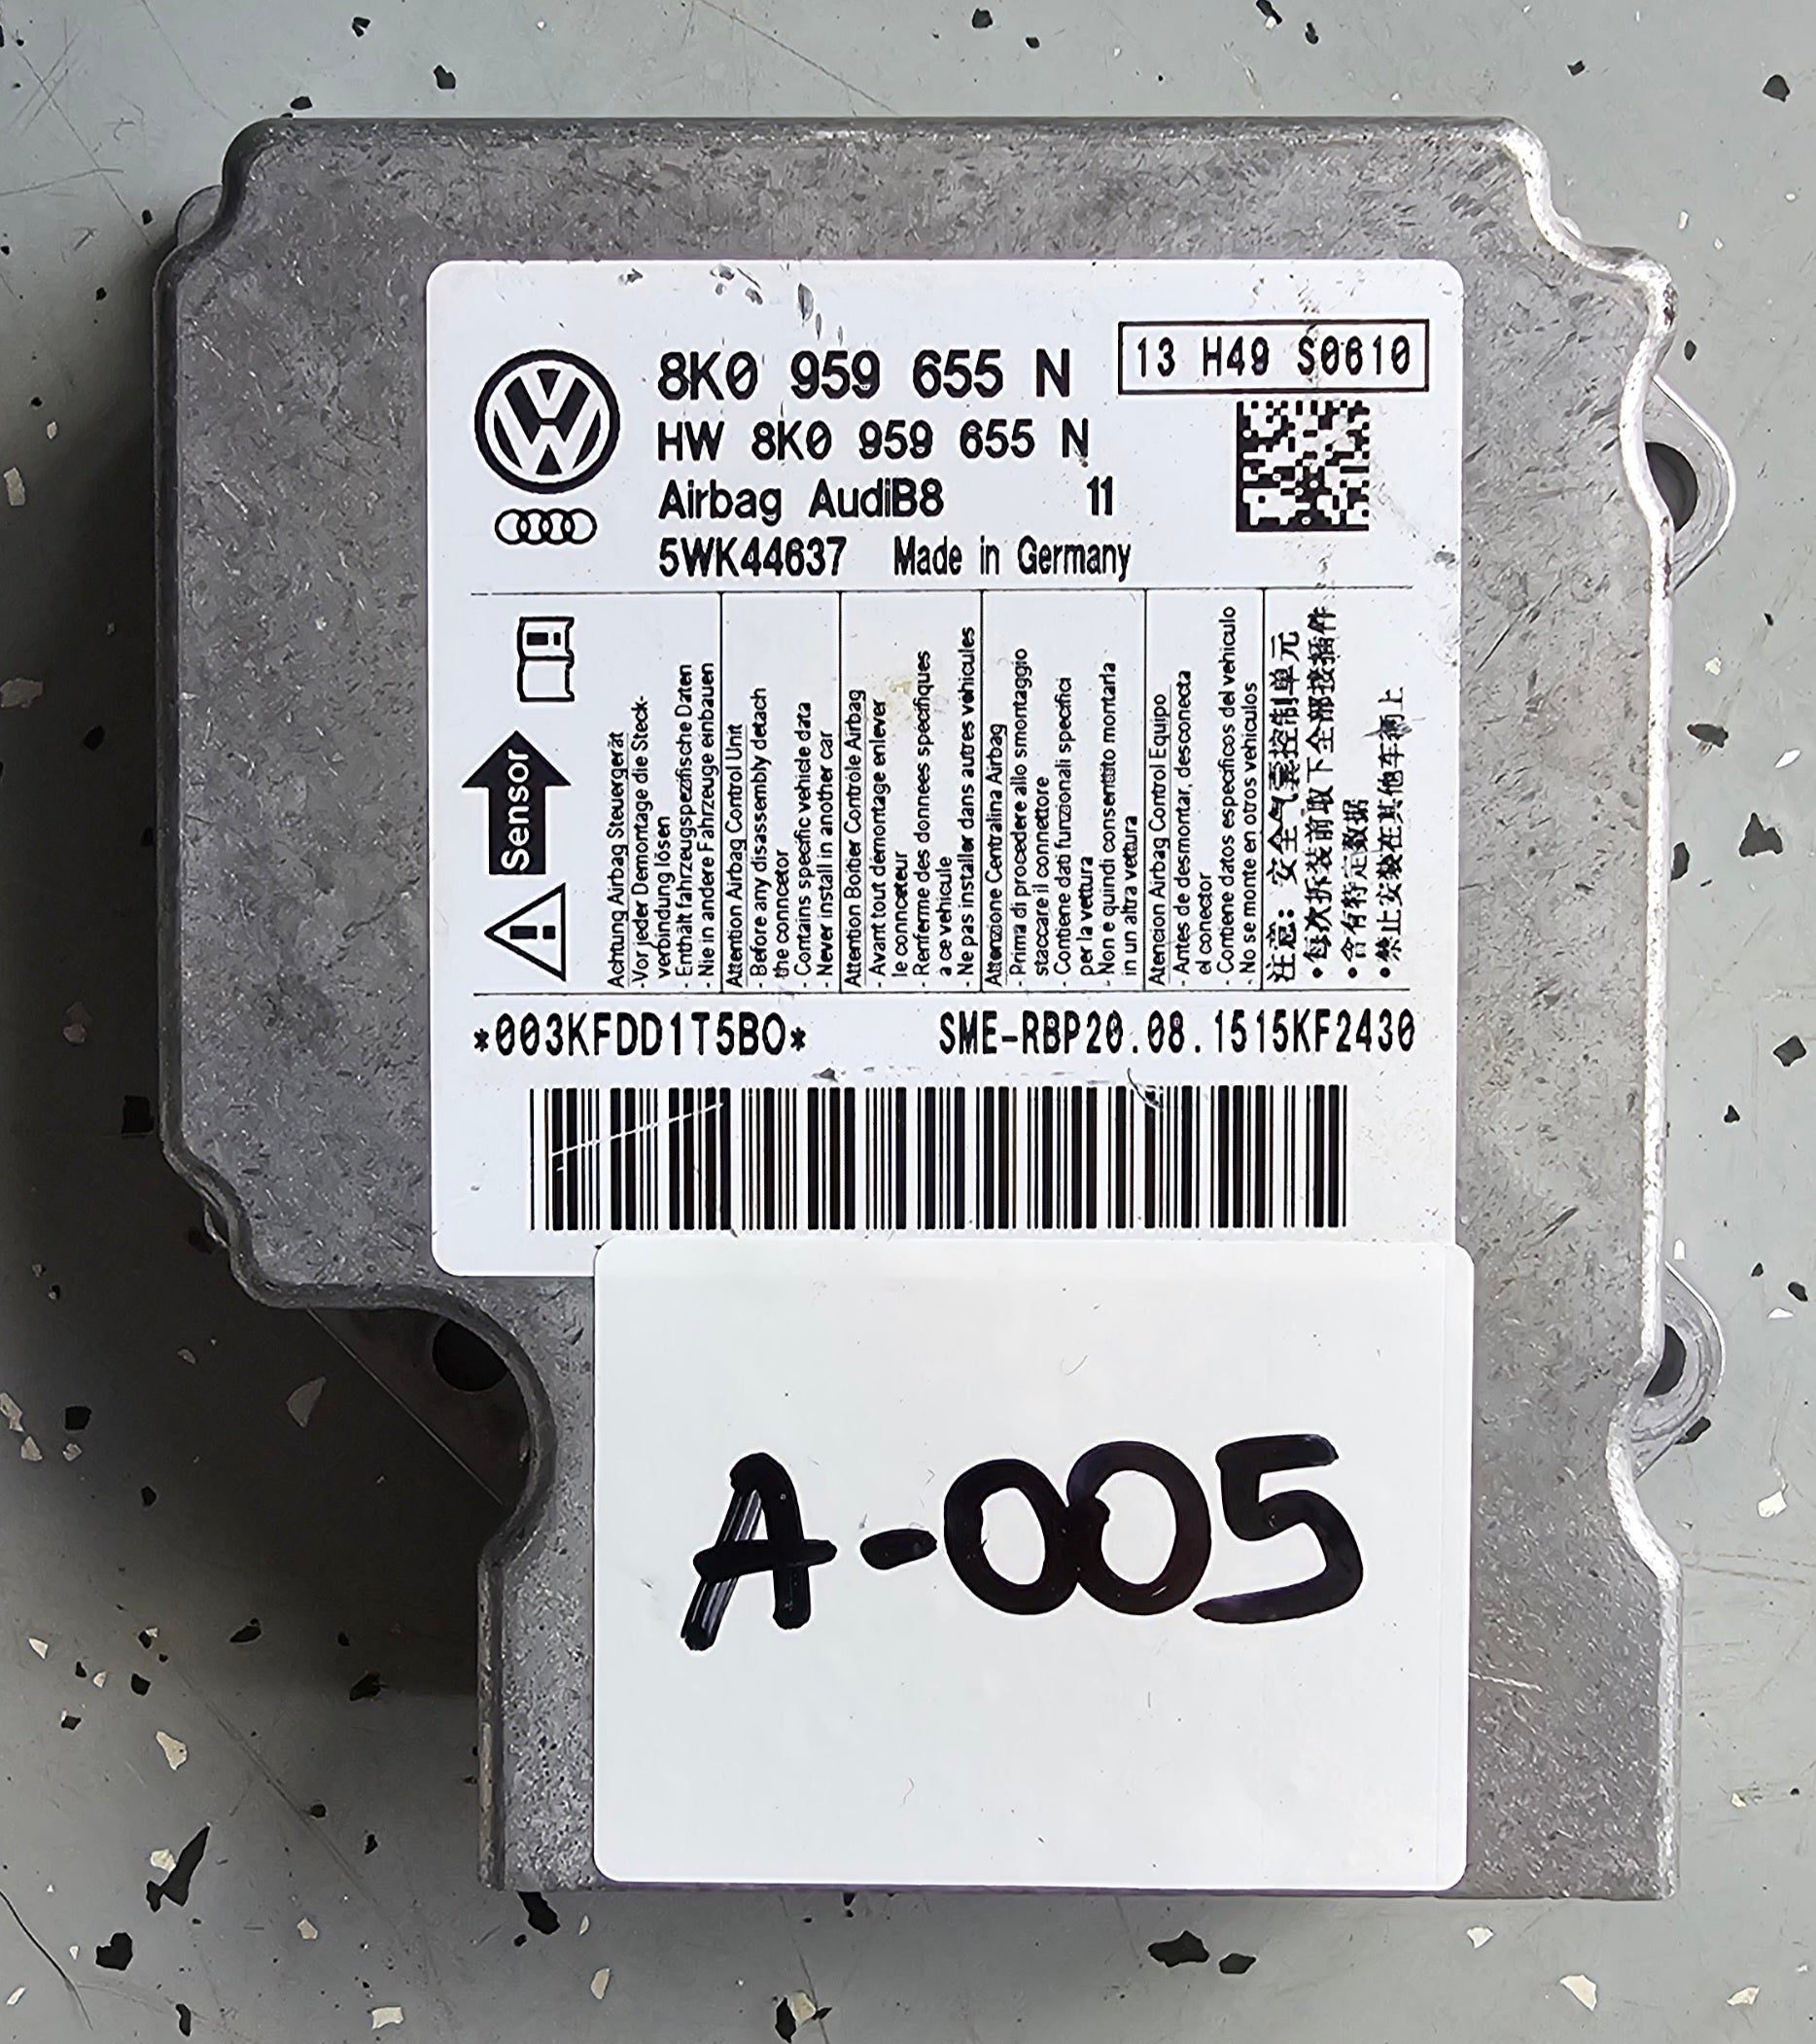 8K0 959 655 N
13 H49 S0610
HW 8K0 959 655 N
Airbag AudiB8 11
5WK44637 Made in Germany
Sensor
Achtung Airbag Steuergerät
-Vor jeder Demontage die Steck-
verbindung lösen
- Enthält fahrzeugspezifische Daten
- Nie in andere Fahrzeuge einbauen
Attention Airbag Control Unit
- Before any disassembly detach
the conncetor
- Contains specific vehicle data
- Never install in another car
Attention Boitier Contrôle Airbag
- Avant tout demontage enlever
le connceteur
- Renferme des donnees specifiques
a ce vehicule
- Ne pas installer dans autres vehicules
Attenzione Centralina Airbag
- Prima di procedere allo smontaggio
staccare il connettore
- Contiene dati funzionali specifici
per la vettura
- Non e quindi consentito montarla
in un altra vettura
Atencion Airbag Control Equipo
- Antes de desmontar, desconecta
el conector
- Contiene datos especificos del vehiculo
- No se monte en otros vehiculos
注意：安全气囊控制单元
•每次拆装前取下全部接插件
•含有特定数据
•禁止安装在其他车辆上
*003KFDD1T5BO*
SME-RBP20.08.1515KF2430
A-005